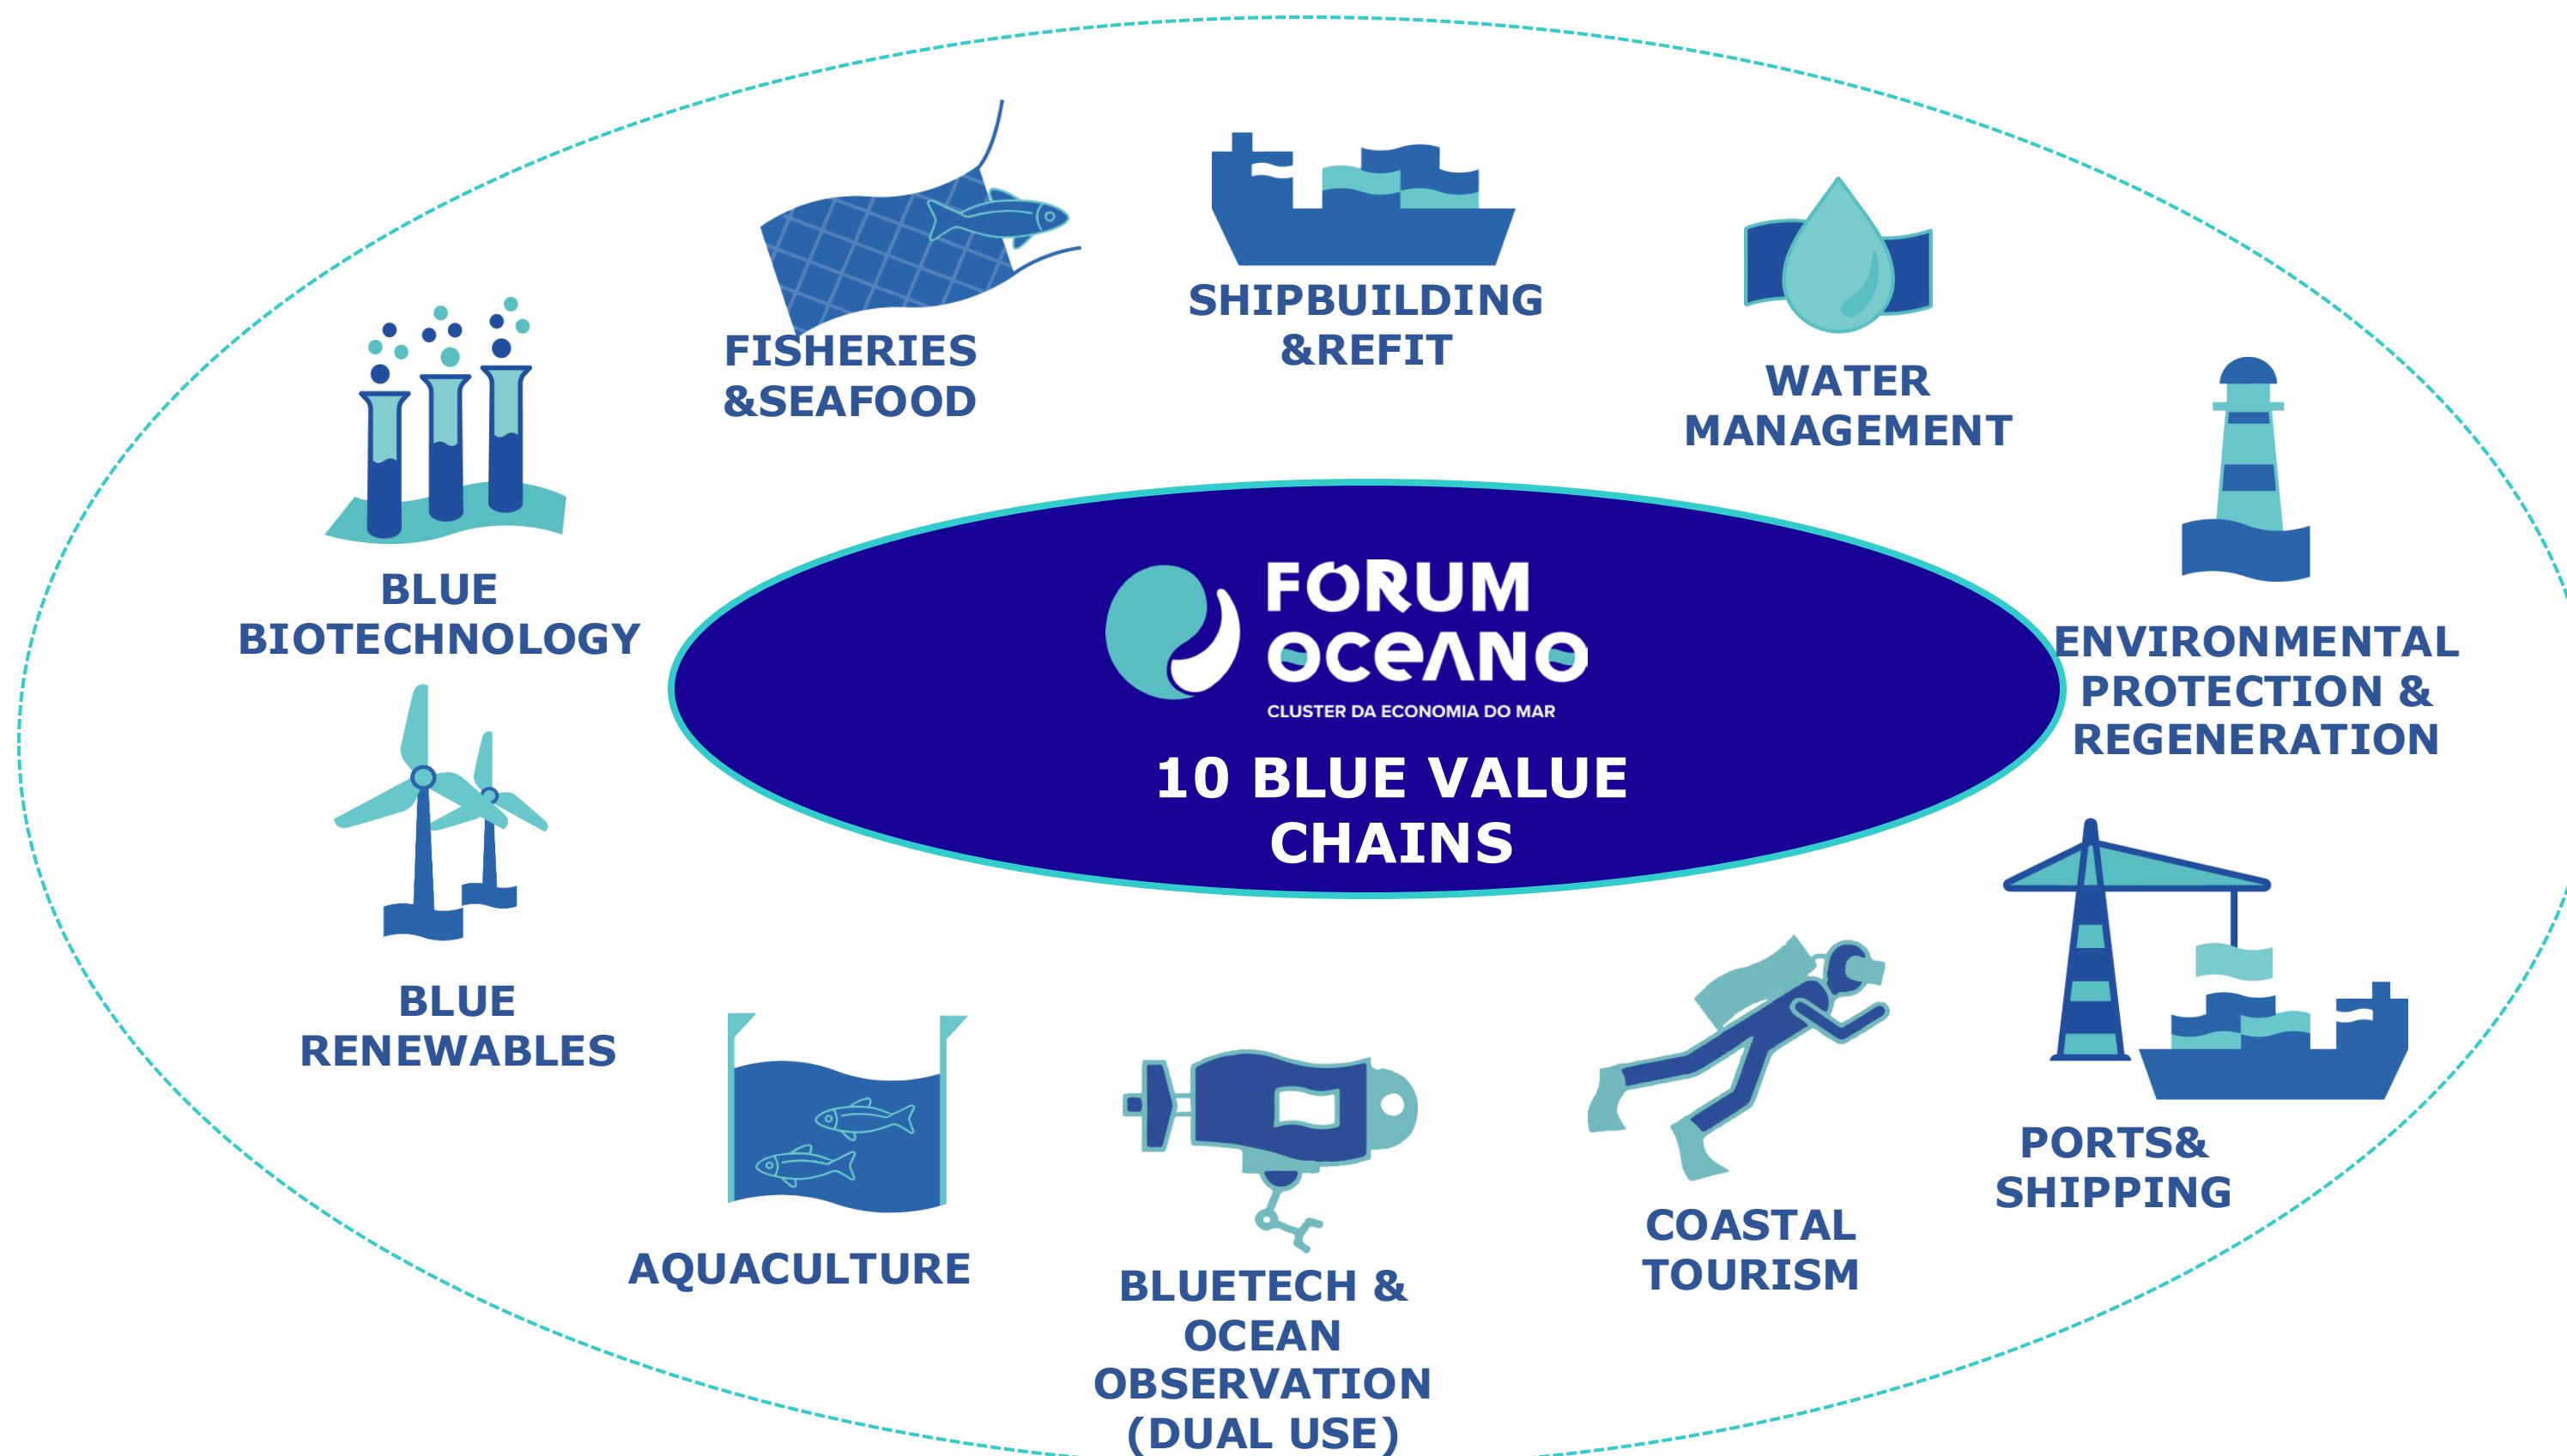 FISHERIES
&SEAFOOD
SHIPBUILDING
&REFIT
WATER
MANAGEMENT
BLUE
BIOTECHNOLOGY
FORUM
OCEANO
CLUSTER DA ECONOMIA DO MAR
10 BLUE VALUE
CHAINS
ENVIRONMENTAL
PROTECTION &
REGENERATION
BLUE
RENEWABLES
AQUACULTURE
BLUETECH &
OCEAN
OBSERVATION
(DUAL USE)
COASTAL
TOURISM
PORTS&
SHIPPING